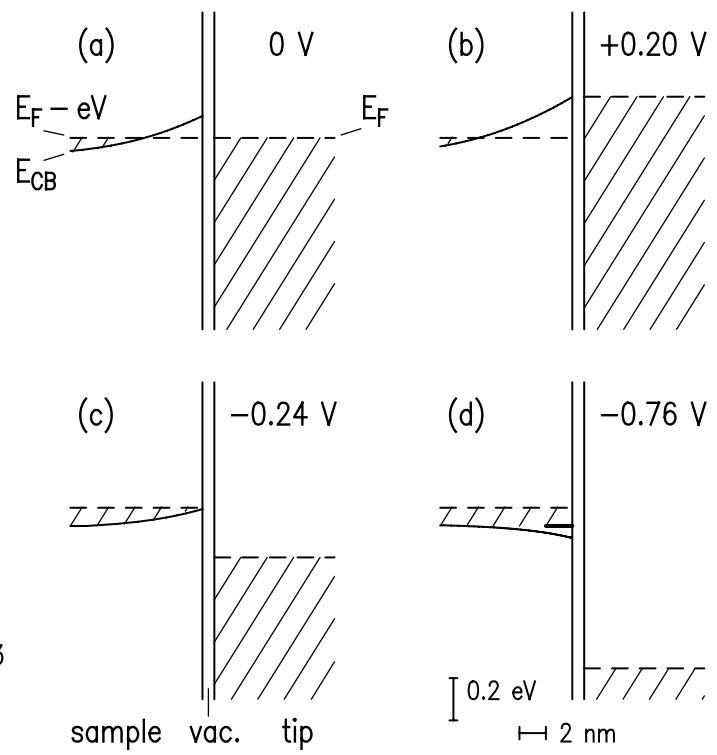 (a) 0 V
(b) +0.20 V
E_F − eV
E_F
E_CB
(c) −0.24 V
(d) −0.76 V
3
0.2 eV
sample vac. tip
2 nm